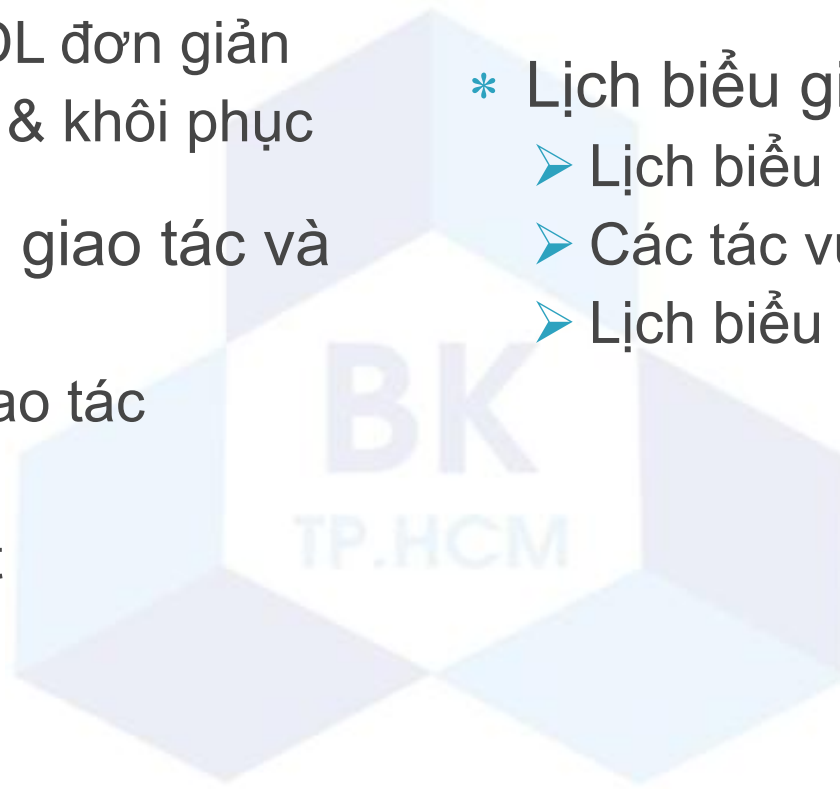 DL đơn giản
& khôi phục
giao tác và
ao tác
Lịch biểu gi
Lịch biểu
Các tác vụ
Lịch biểu
BK
TP.HCM